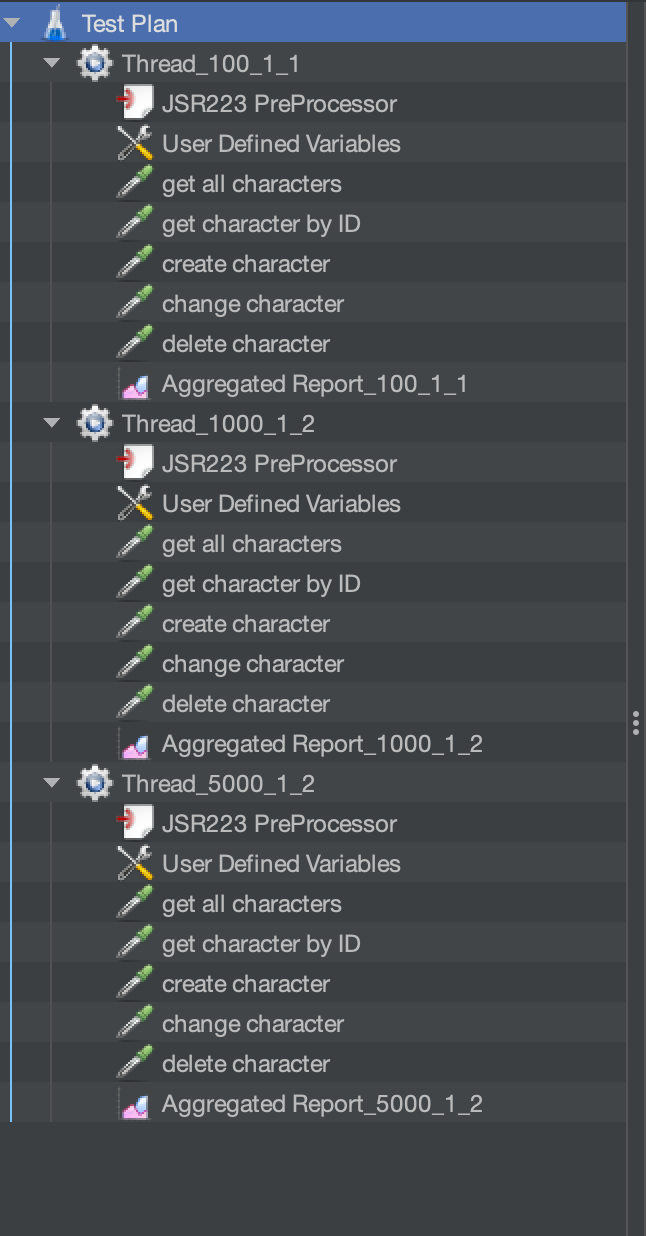 Test Plan
Thread_100_1_1
JSR223 PreProcessor
User Defined Variables
get all characters
get character by ID
create character
change character
delete character
Aggregated Report_100_1_1
Thread_1000_1_2
JSR223 PreProcessor
User Defined Variables
get all characters
get character by ID
create character
change character
delete character
Aggregated Report_1000_1_2
Thread_5000_1_2
JSR223 PreProcessor
User Defined Variables
get all characters
get character by ID
create character
change character
delete character
Aggregated Report_5000_1_2